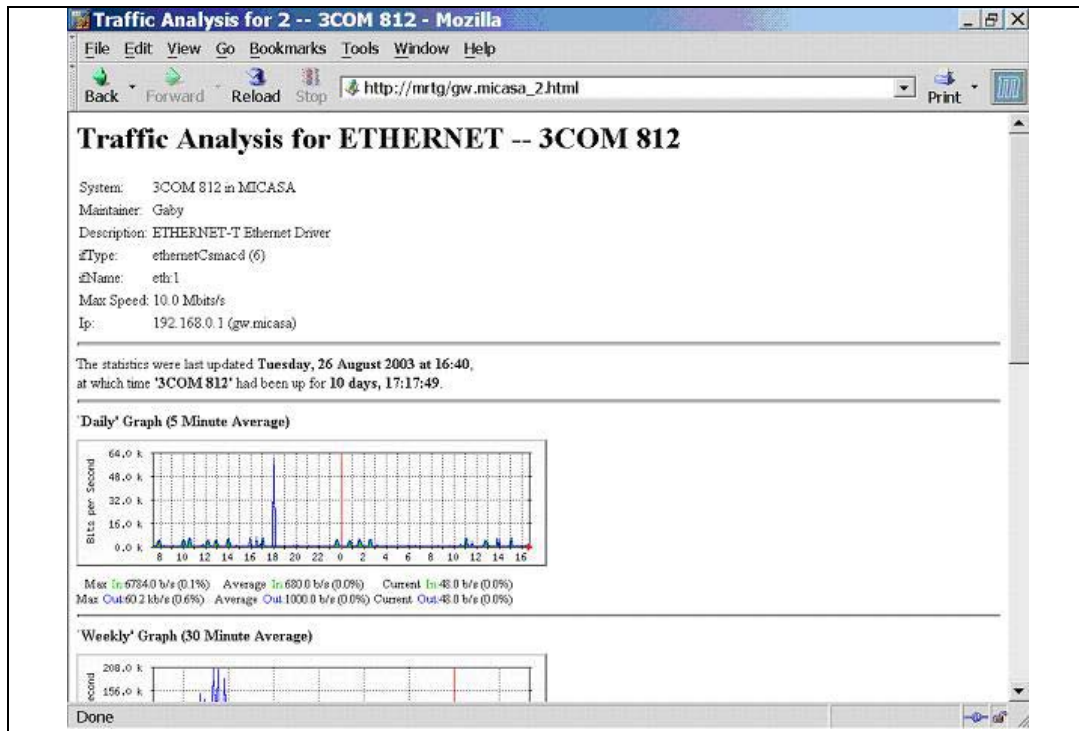 Traffic Analysis for 2 -- 3COM 812 - Mozilla
File Edit View Go Bookmarks Tools Window Help
Back Forward Reload Stop http://mrtg/gw.micasa_2.html Print
Traffic Analysis for ETHERNET -- 3COM 812
System: 3COM 812 in MICASA
Maintainer: Gaby
Description: ETHERNET-T Ethernet Driver
ifType: ethernetCsmacd (6)
ifName: eth:1
Max Speed: 10.0 Mbits/s
Ip: 192.168.0.1 (gw.micasa)
The statistics were last updated Tuesday, 26 August 2003 at 16:40,
at which time '3COM 812' had been up for 10 days, 17:17:49.
'Daily' Graph (5 Minute Average)
Bits per Second
64.0 k
48.0 k
32.0 k
16.0 k
0.0 k
8 10 12 14 16 18 20 22 0 2 4 6 8 10 12 14 16
Max In:6784.0 b/s (0.1%) Average In:680.0 b/s (0.0%) Current In:48.0 b/s (0.0%)
Max Out:60.2 kb/s (0.6%) Average Out:1000.0 b/s (0.0%) Current Out:48.0 b/s (0.0%)
'Weekly' Graph (30 Minute Average)
208.0 k
156.0 k
Done